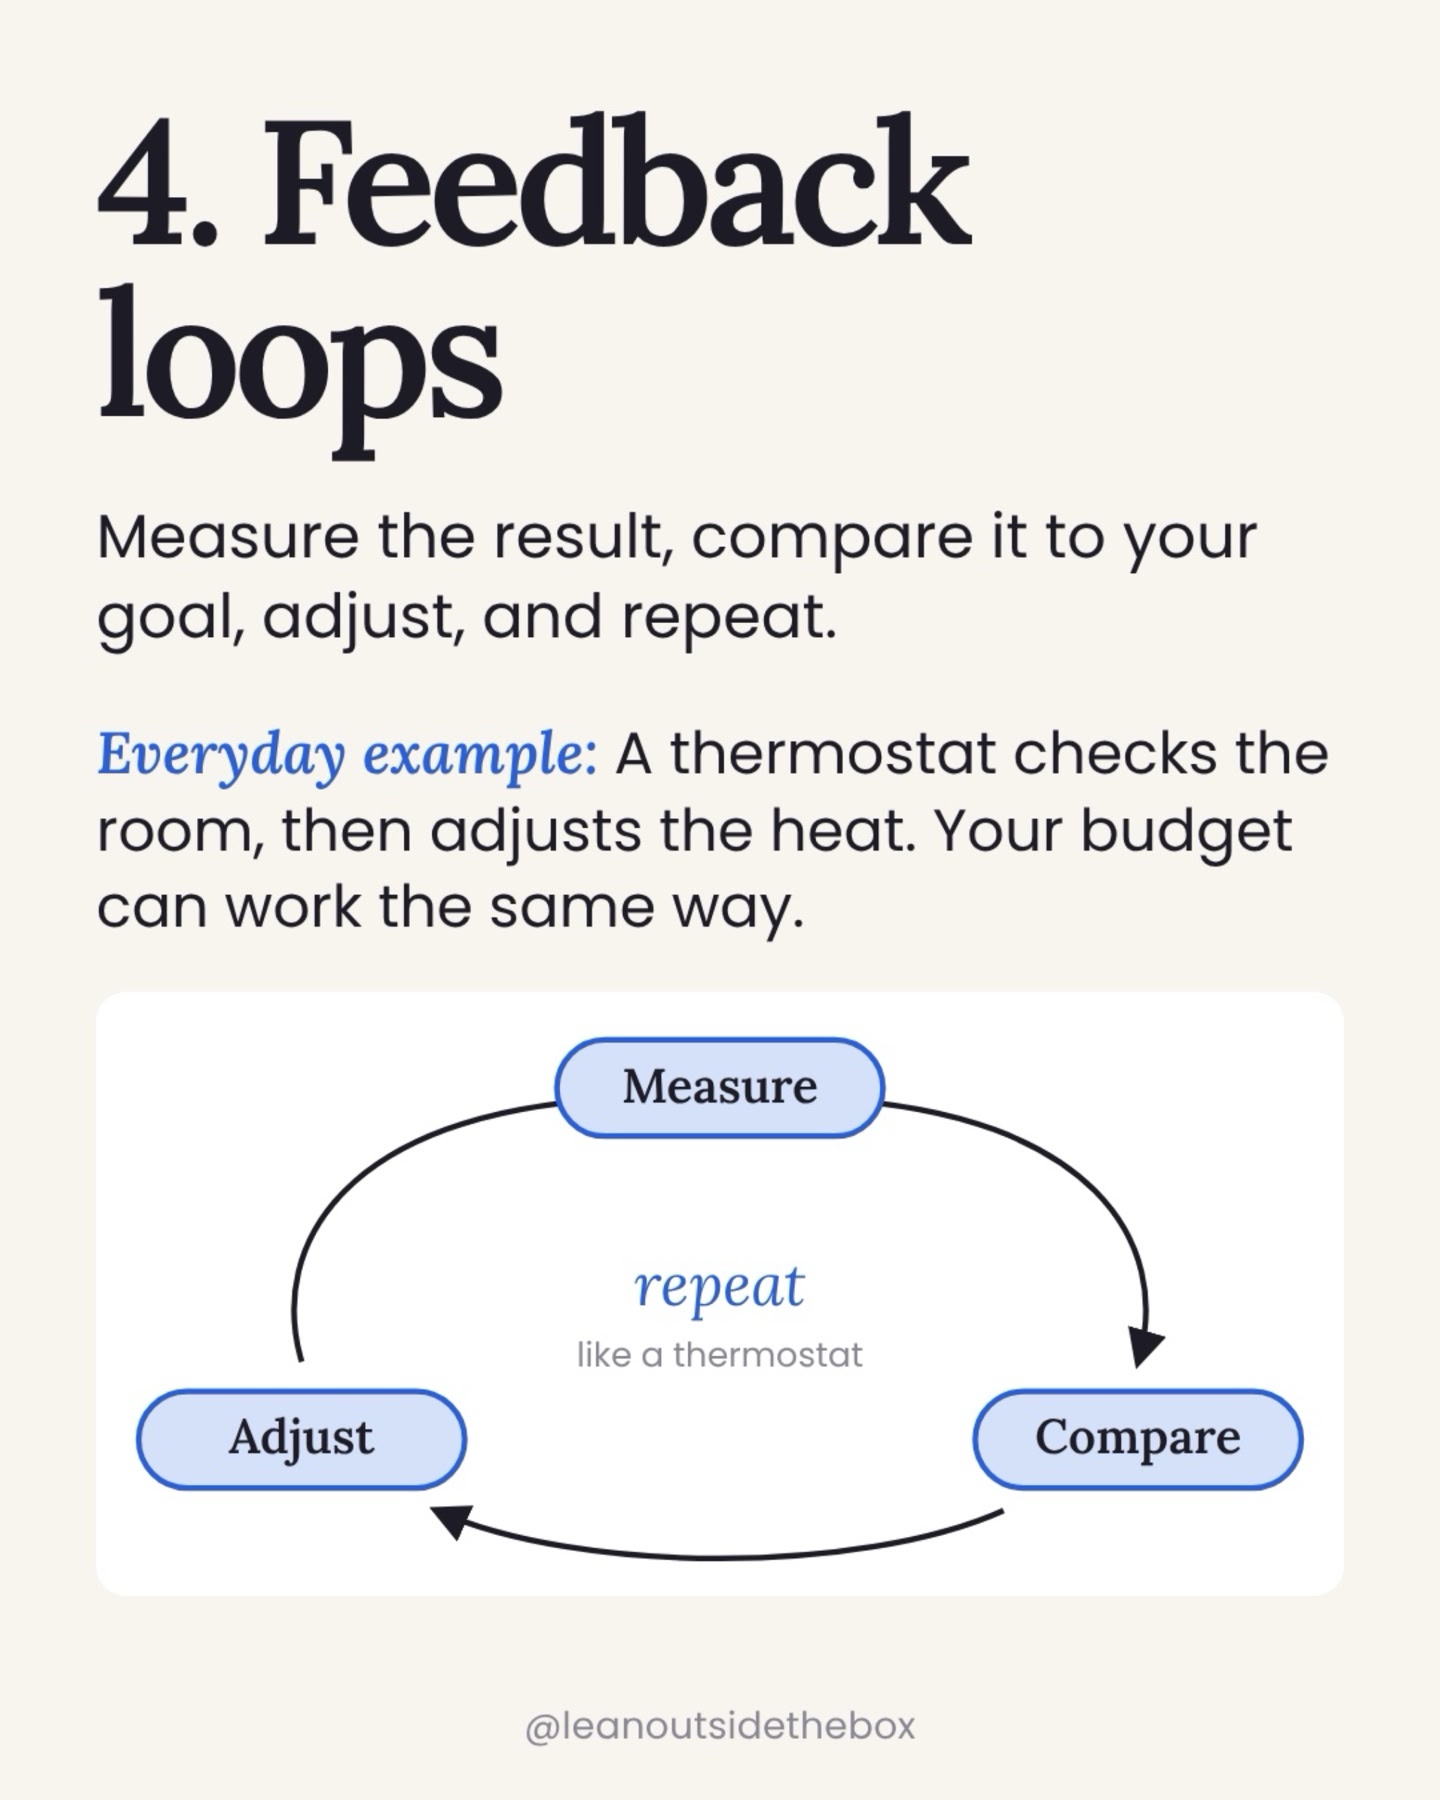 4. Feedback
loops
Measure the result, compare it to your
goal, adjust, and repeat.
Everyday example: A thermostat checks the
room, then adjusts the heat. Your budget
can work the same way.
Measure
repeat
like a thermostat
Adjust
Compare
@leanoutsidethebox